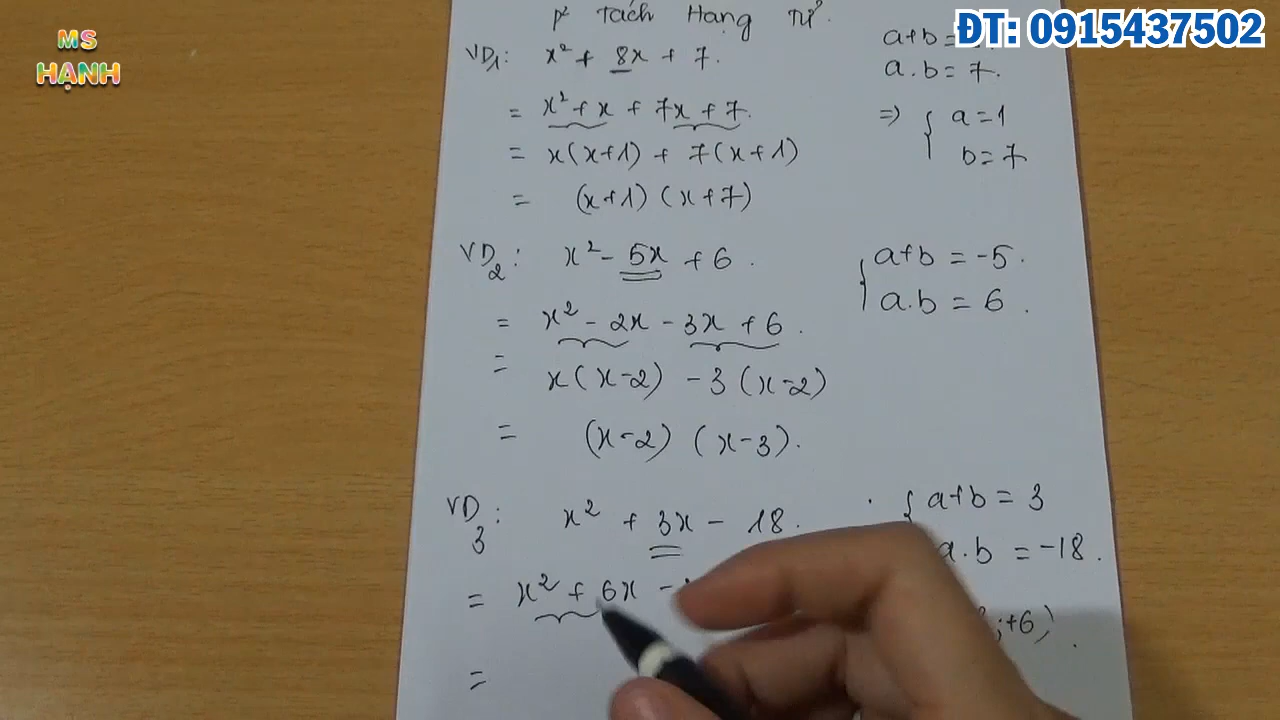 MS
HẠNH
ĐT: 0915437502
p² Tách Hạng Tử.
VD1: x² + 8x + 7.
= x² + x + 7x + 7.
= x(x+1) + 7(x+1)
= (x+1) (x+7)
a+b =
a.b = 7.
=> { a=1
b=7
VD2: x² - 5x + 6.
= x² - 2x - 3x + 6.
= x(x-2) - 3(x-2)
= (x-2) (x-3).
{ a+b = -5.
a.b = 6.
VD3: x² + 3x - 18.
= x² + 6x -
=
. { a+b = 3
a.b = -18.
;+6).